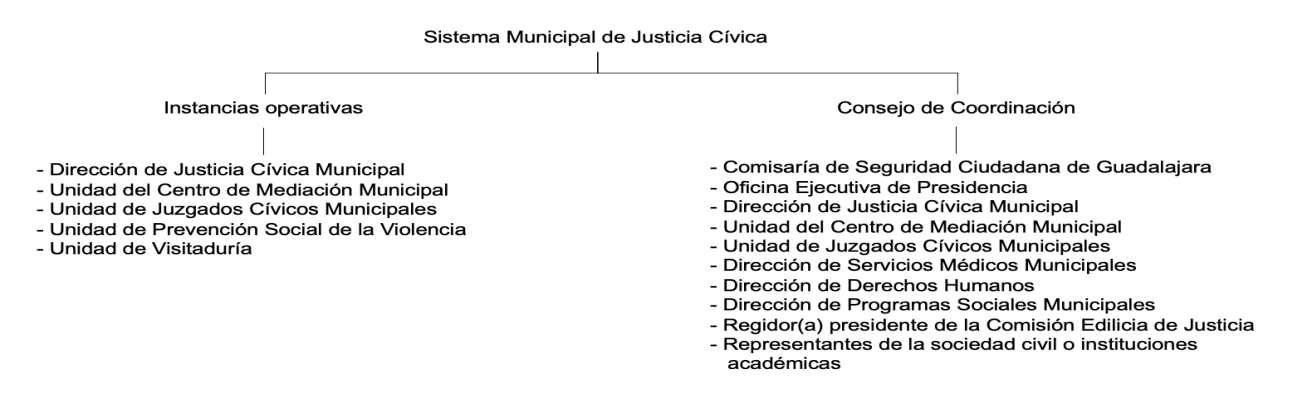 Sistema Municipal de Justicia Cívica
Instancias operativas
- Dirección de Justicia Cívica Municipal
- Unidad del Centro de Mediación Municipal
- Unidad de Juzgados Cívicos Municipales
- Unidad de Prevención Social de la Violencia
- Unidad de Visitaduría
Consejo de Coordinación
- Comisaría de Seguridad Ciudadana de Guadalajara
- Oficina Ejecutiva de Presidencia
- Dirección de Justicia Cívica Municipal
- Unidad del Centro de Mediación Municipal
- Unidad de Juzgados Cívicos Municipales
- Dirección de Servicios Médicos Municipales
- Dirección de Derechos Humanos
- Dirección de Programas Sociales Municipales
- Regidor(a) presidente de la Comisión Edilicia de Justicia
- Representantes de la sociedad civil o instituciones
académicas